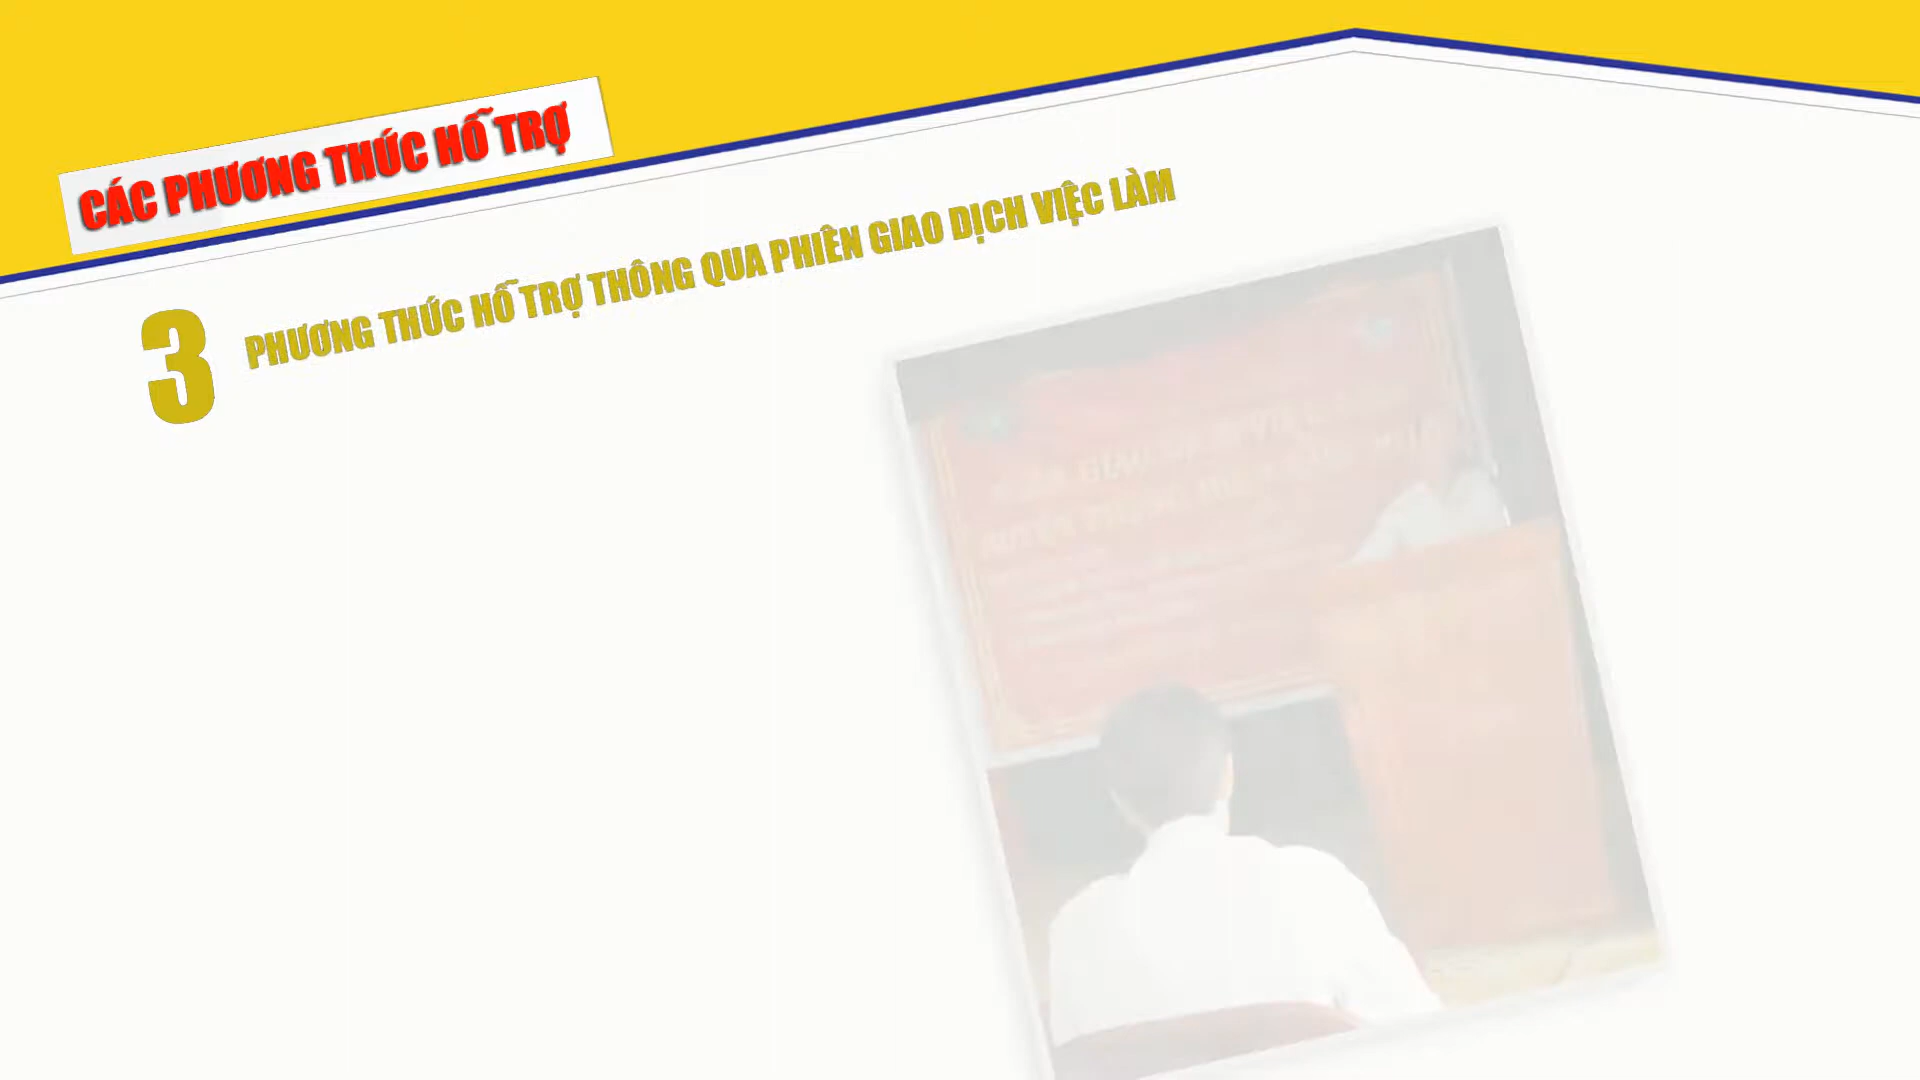 CÁC PHƯƠNG THỨC HỖ TRỢ
3 PHƯƠNG THỨC HỖ TRỢ THÔNG QUA PHIÊN GIAO DỊCH VIỆC LÀM